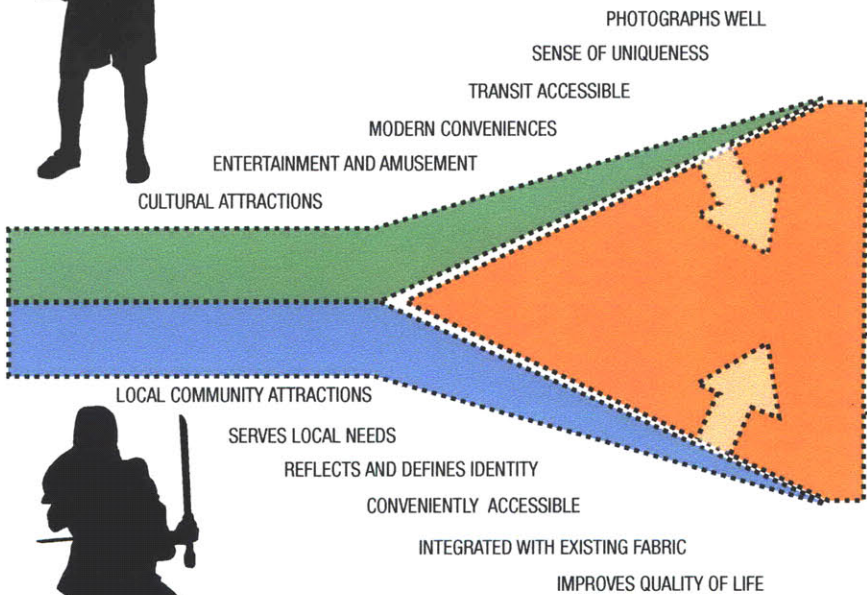 PHOTOGRAPHS WELL
SENSE OF UNIQUENESS
TRANSIT ACCESSIBLE
MODERN CONVENIENCES
ENTERTAINMENT AND AMUSEMENT
CULTURAL ATTRACTIONS
LOCAL COMMUNITY ATTRACTIONS
SERVES LOCAL NEEDS
REFLECTS AND DEFINES IDENTITY
CONVENIENTLY ACCESSIBLE
INTEGRATED WITH EXISTING FABRIC
IMPROVES QUALITY OF LIFE